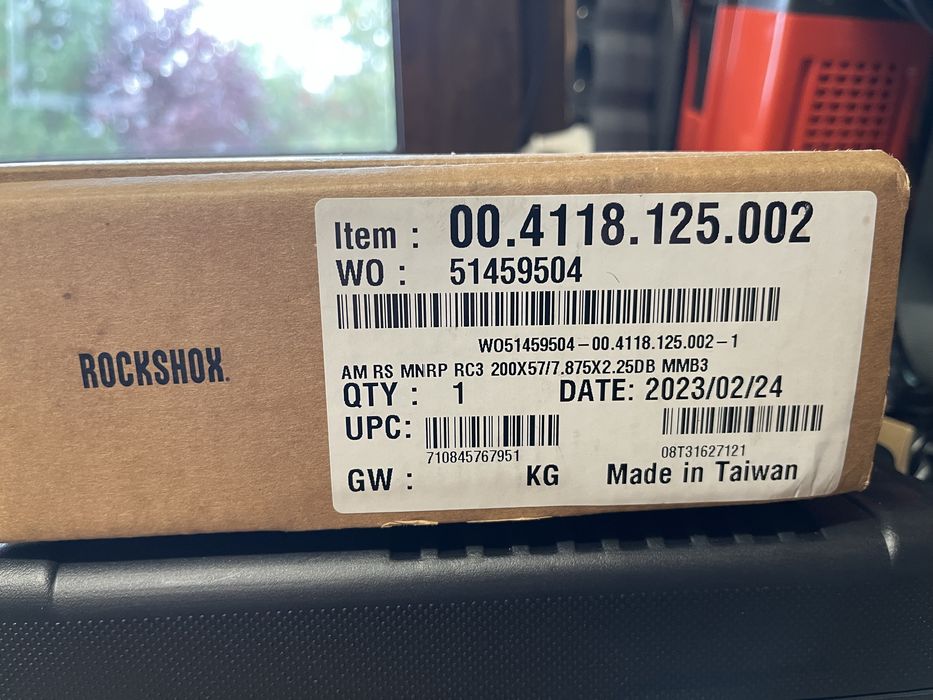 ROCKSHOX.
Item : 00.4118.125.002
WO : 51459504
WO51459504-00.4118.125.002-1
AM RS MNRP RC3 200X57/7.875X2.25DB MMB3
QTY : 1 DATE: 2023/02/24
UPC:
710845767951 08T31627121
GW : KG Made in Taiwan